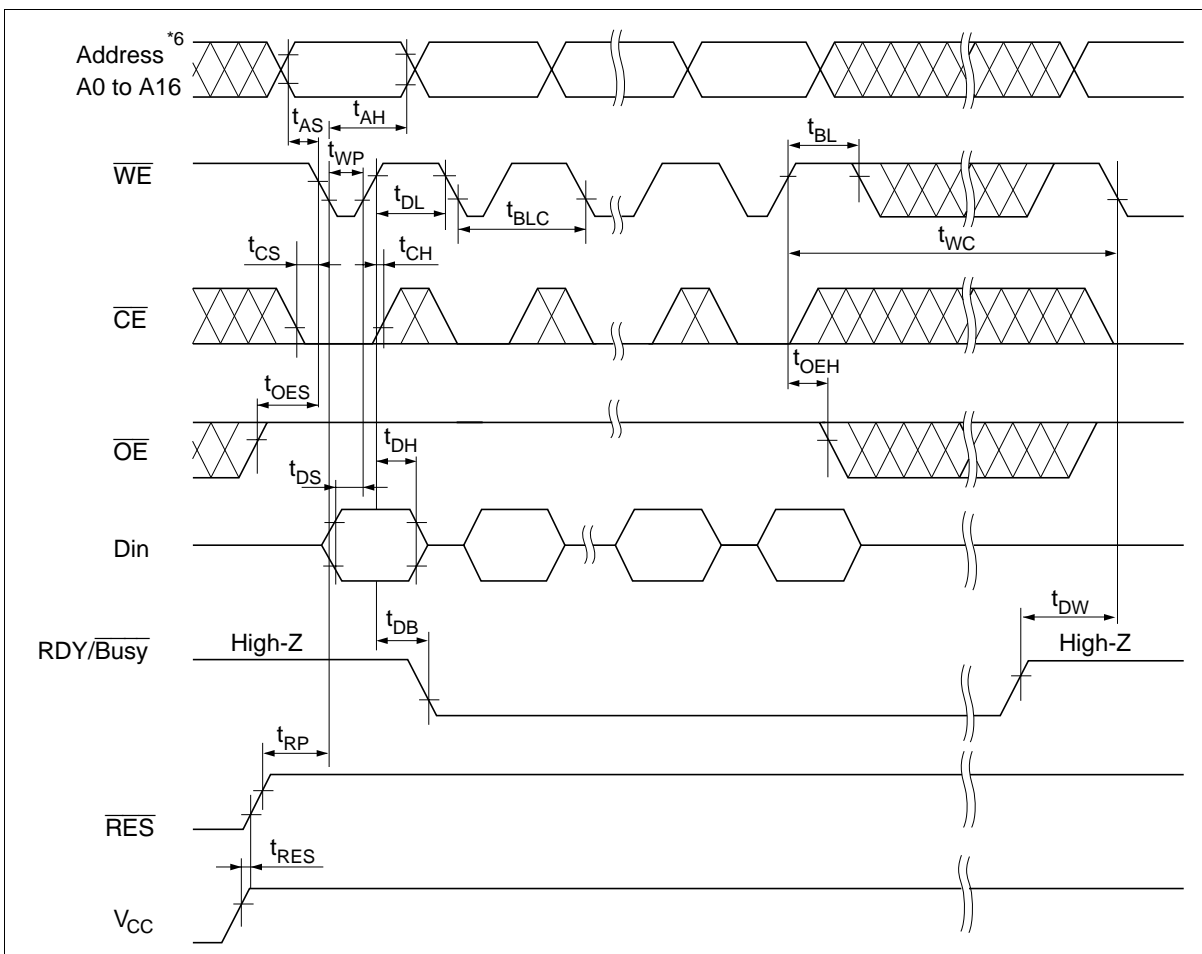 Address *6
A0 to A16
tAS
tAH
tWP
tBL
WE
tDL
tBLC
tWC
tCS
tCH
CE
tOES
tOEH
OE
tDH
tDS
Din
tDB
tDW
RDY/Busy
High-Z
High-Z
tRP
RES
tRES
VCC